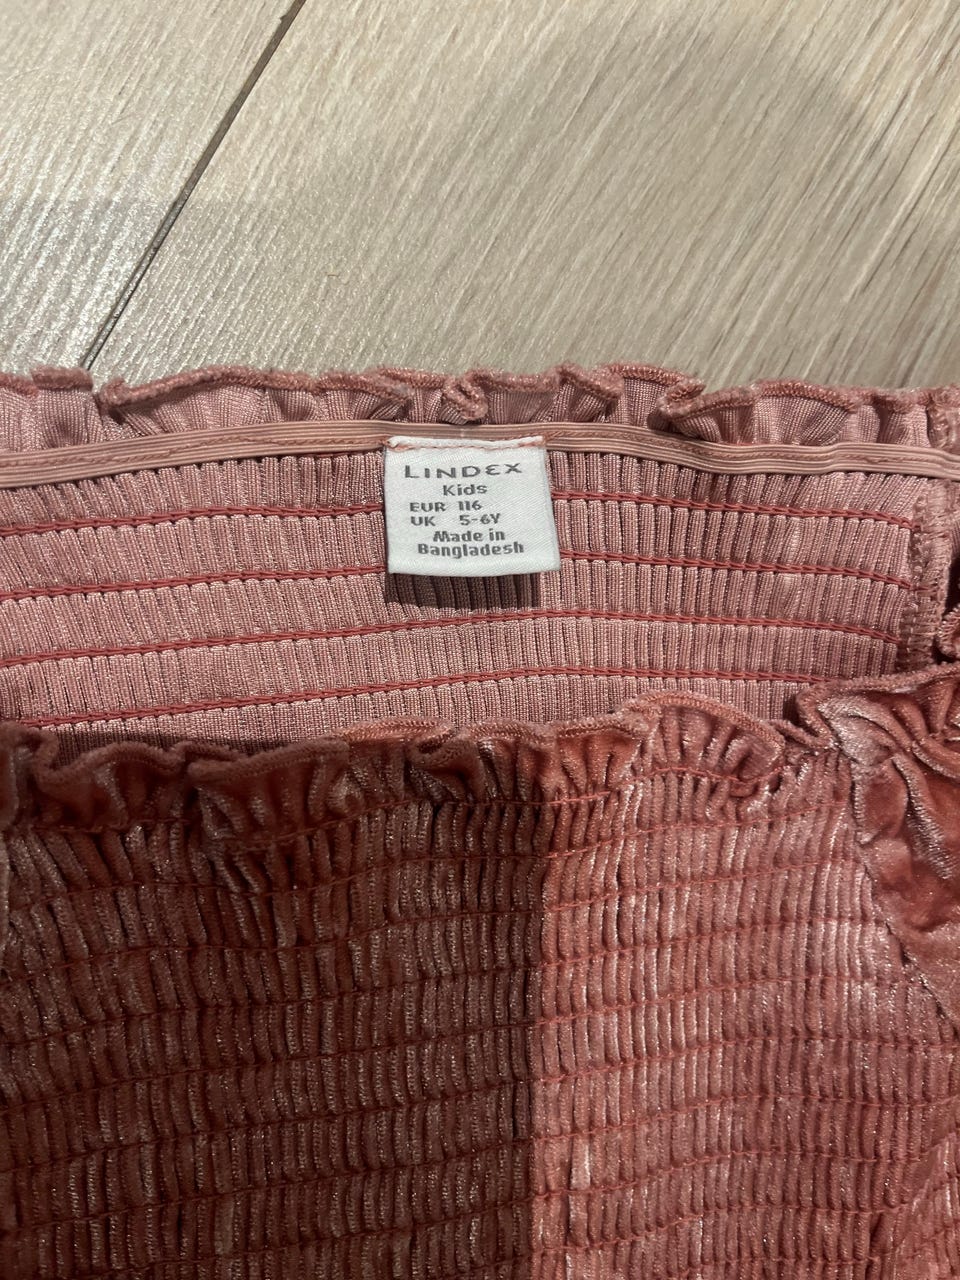 LINDEX
Kids
EUR 116
UK 5-6Y
Made in
Bangladesh